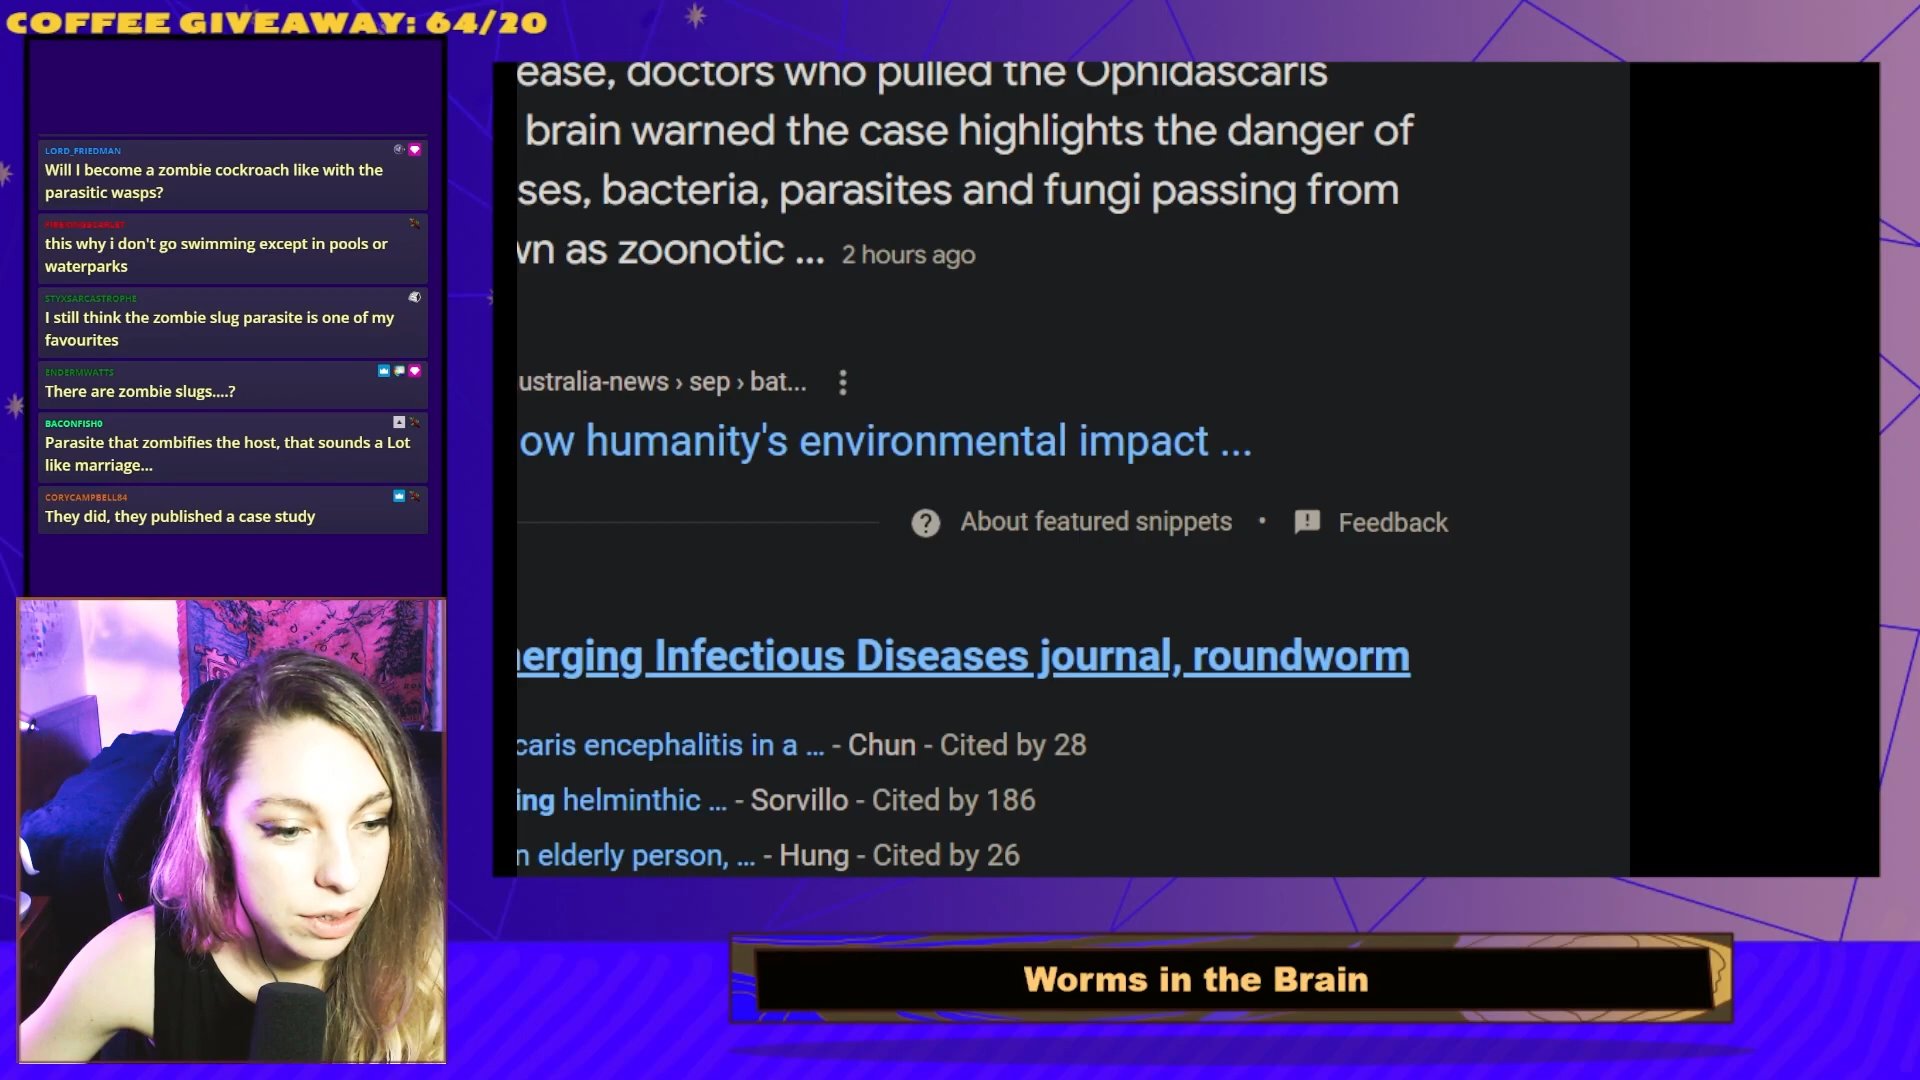 COFFEE GIVEAWAY: 64/20
LORD_FRIEDMAN
Will I become a zombie cockroach like with the
parasitic wasps?
this why i don't go swimming except in pools or
waterparks
STYXSARCASTROPHE
I still think the zombie slug parasite is one of my
favourites
ENDERMWATTS
There are zombie slugs....?
BACONFISH0
Parasite that zombifies the host, that sounds a Lot
like marriage...
CORYCAMPBELL84
They did, they published a case study
ease, doctors who pulled the Ophidascaris
brain warned the case highlights the danger of
ses, bacteria, parasites and fungi passing from
wn as zoonotic ... 2 hours ago
ustralia-news › sep › bat...
ow humanity's environmental impact ...
About featured snippets • Feedback
erging Infectious Diseases journal, roundworm
caris encephalitis in a ... - Chun - Cited by 28
ing helminthic ... - Sorvillo - Cited by 186
n elderly person, ... - Hung - Cited by 26
Worms in the Brain